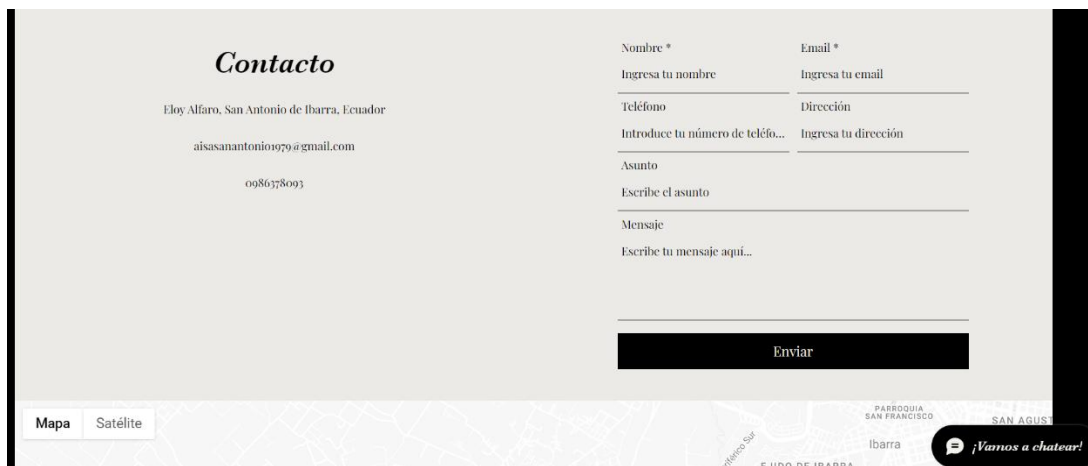 Contacto
Eloy Alfaro, San Antonio de Ibarra, Ecuador
aisasanantonio1979@gmail.com
0986378093
Nombre *
Email *
Ingresa tu nombre
Ingresa tu email
Teléfono
Dirección
Introduce tu número de teléfo...
Ingresa tu dirección
Asunto
Escribe el asunto
Mensaje
Escribe tu mensaje aquí...
Enviar
Mapa
Satélite
PARROQUIA
SAN FRANCISCO
SAN AGUST
Ibarra
¡Vamos a chatear!